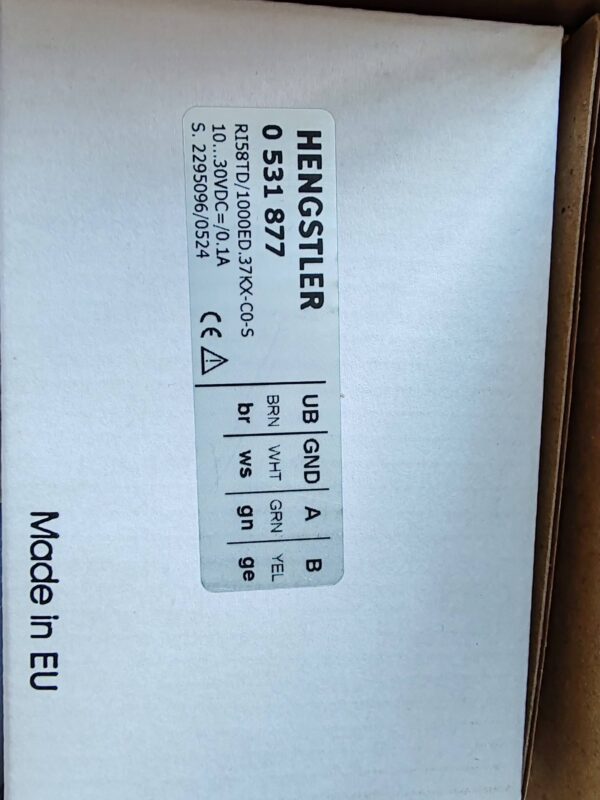 HENGSTLER
0 531 877
RI58TD/1000ED.37KX-C0-S
10...30VDC=/0.1A
S. 2295096/0524
CE
UB GND A B
BRN WHT GRN YEL
br ws gn ge
Made in EU